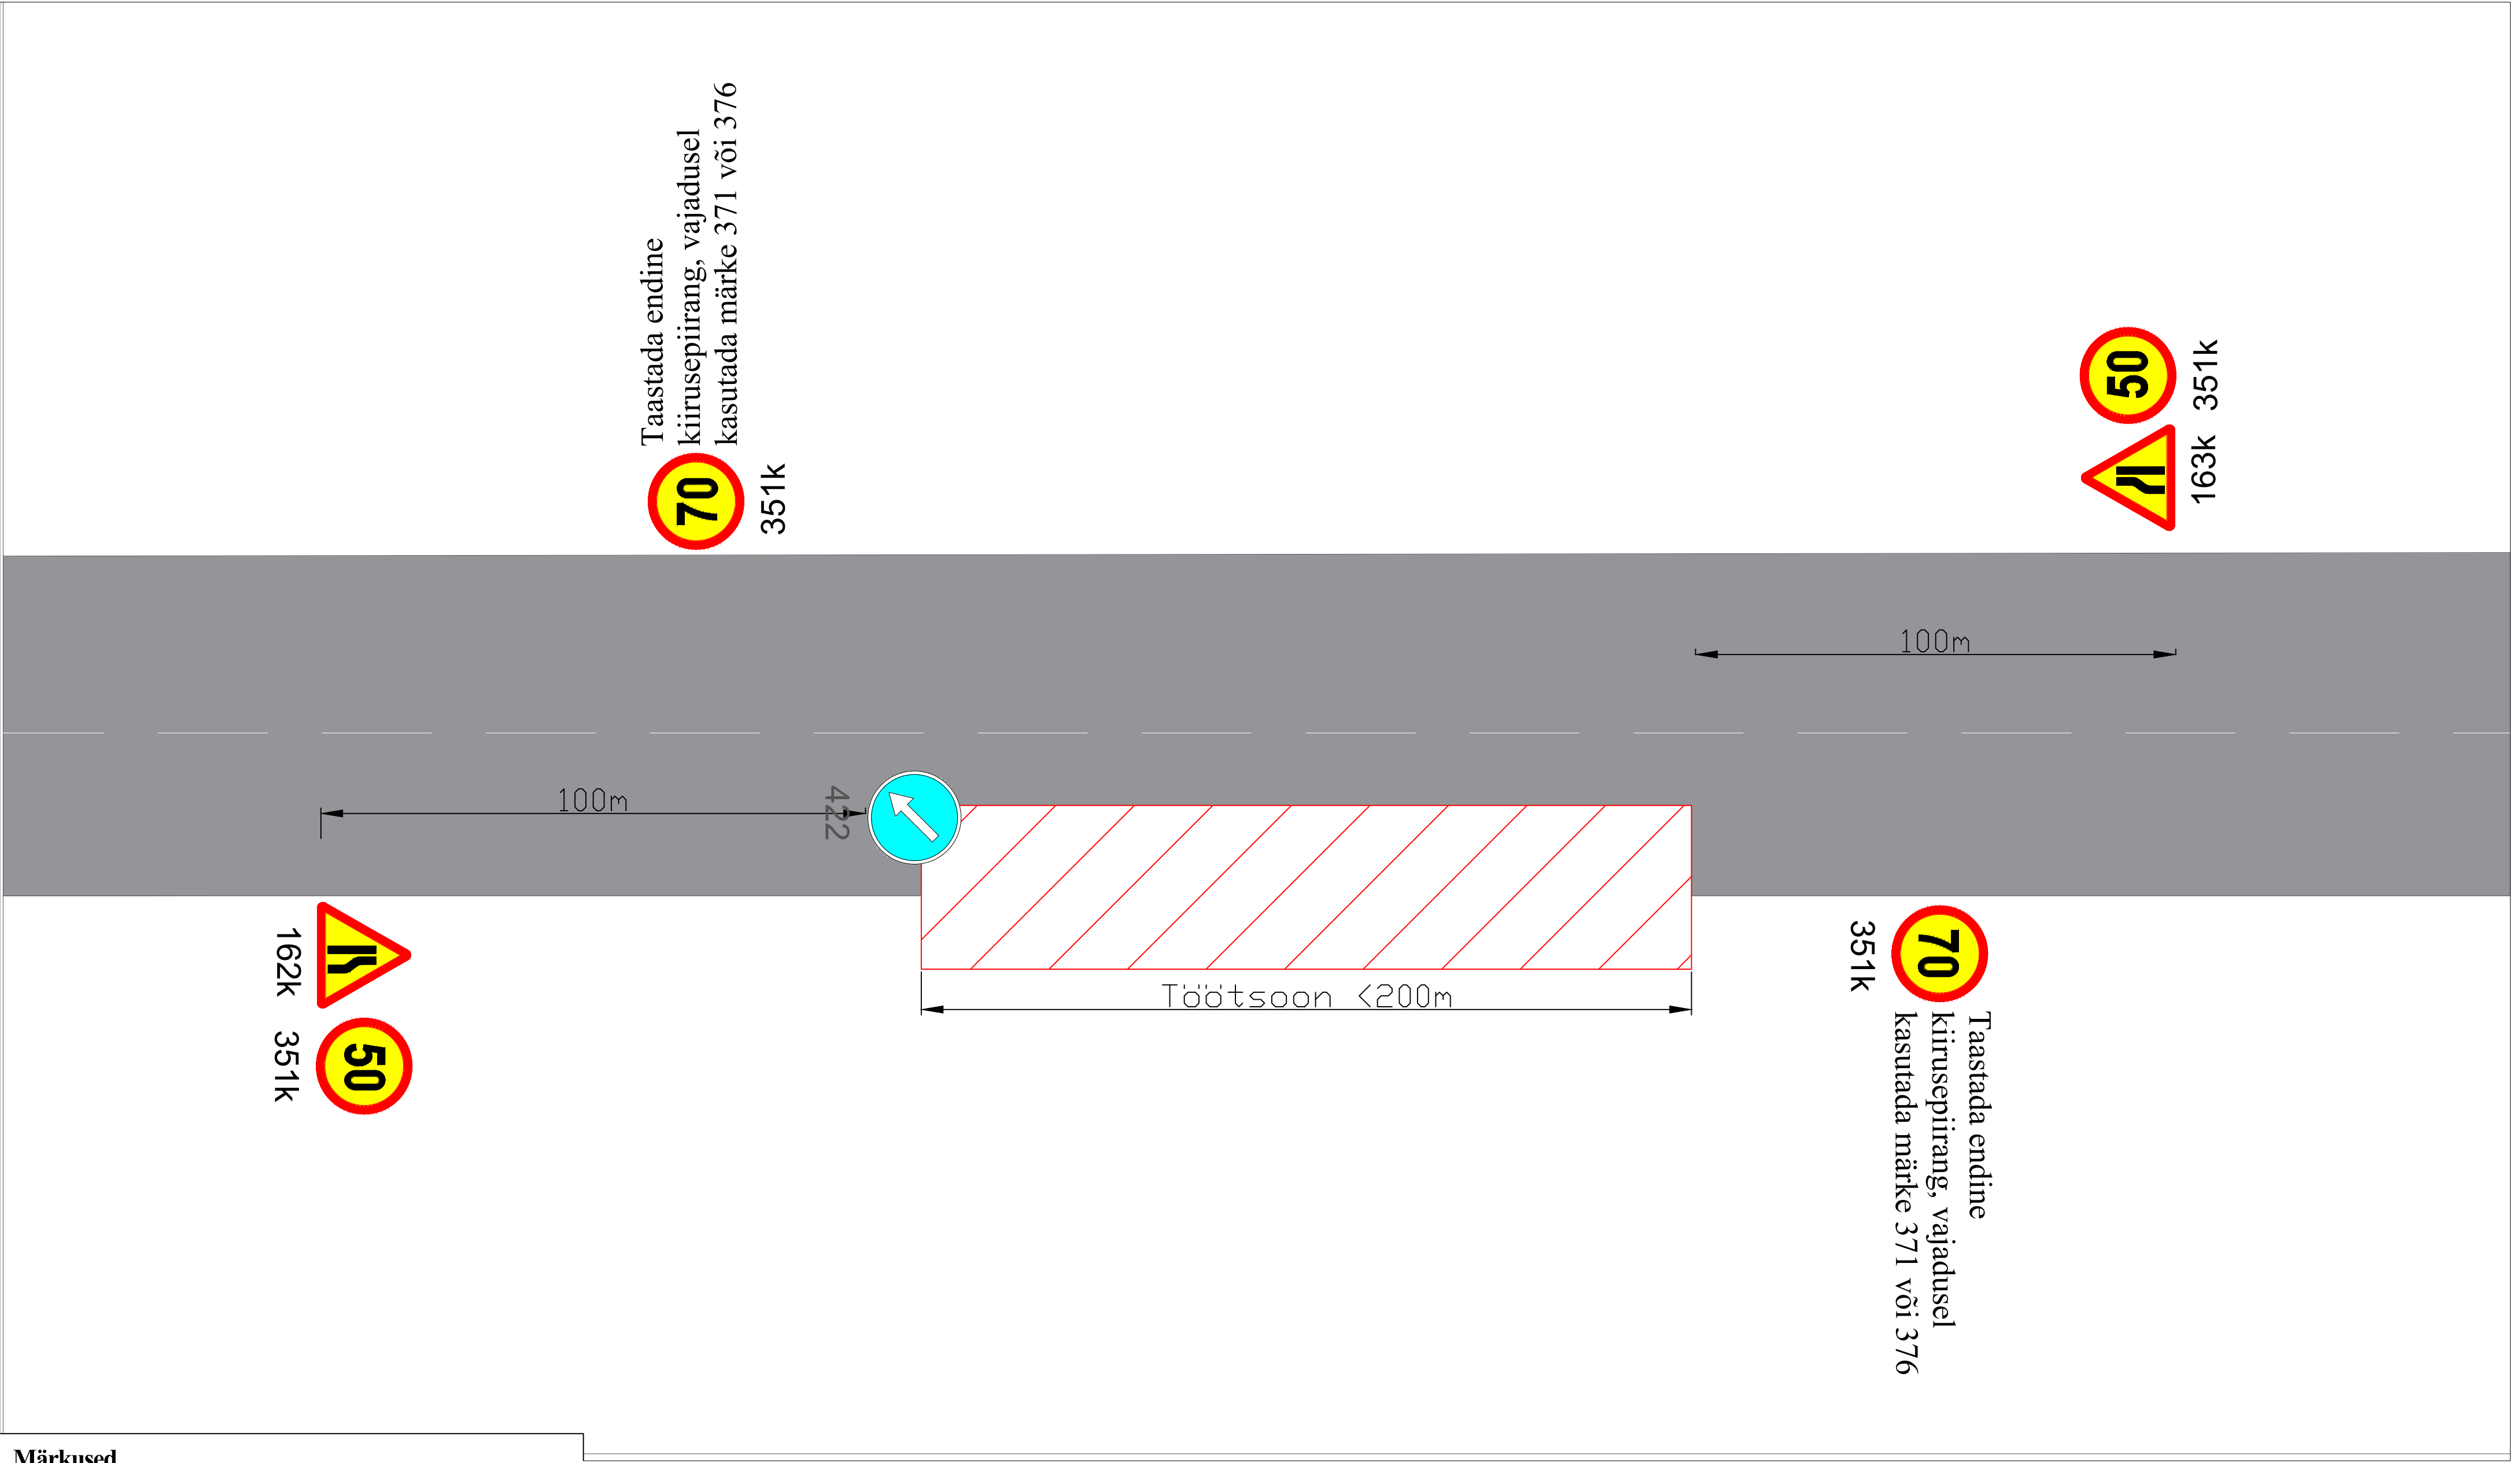 Taastada endine
kiirusepiirang, vajadusel
kasutada märke 371 või 376
70
351k
50
351k
163k
100m
100m
422
162k
50
351k
Töötsoon <200m
70
351k
Taastada endine
kiirusepiirang, vajadusel
kasutada märke 371 või 376
Märkused